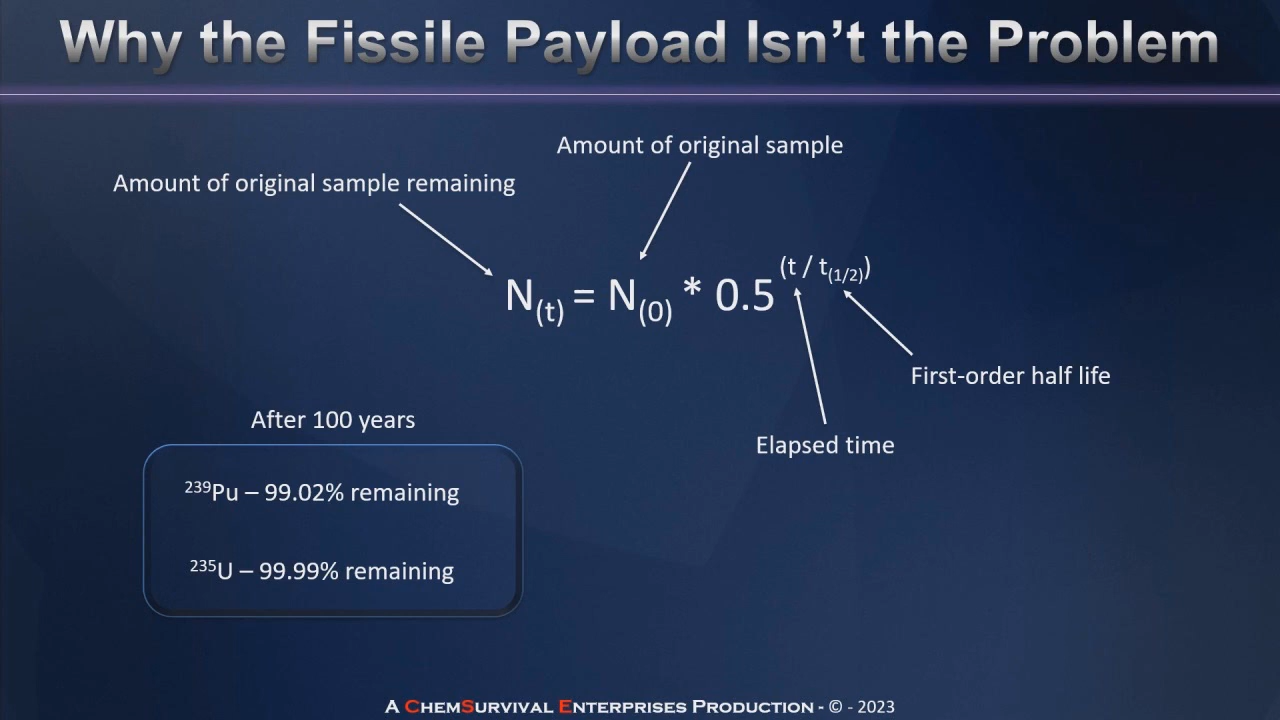 Why the Fissile Payload Isn’t the Problem
Amount of original sample
Amount of original sample remaining
N(t) = N(0) * 0.5 (t / t(1/2))
First-order half life
After 100 years
Elapsed time
239Pu – 99.02% remaining
235U – 99.99% remaining
A ChemSurvival Enterprises Production - © - 2023